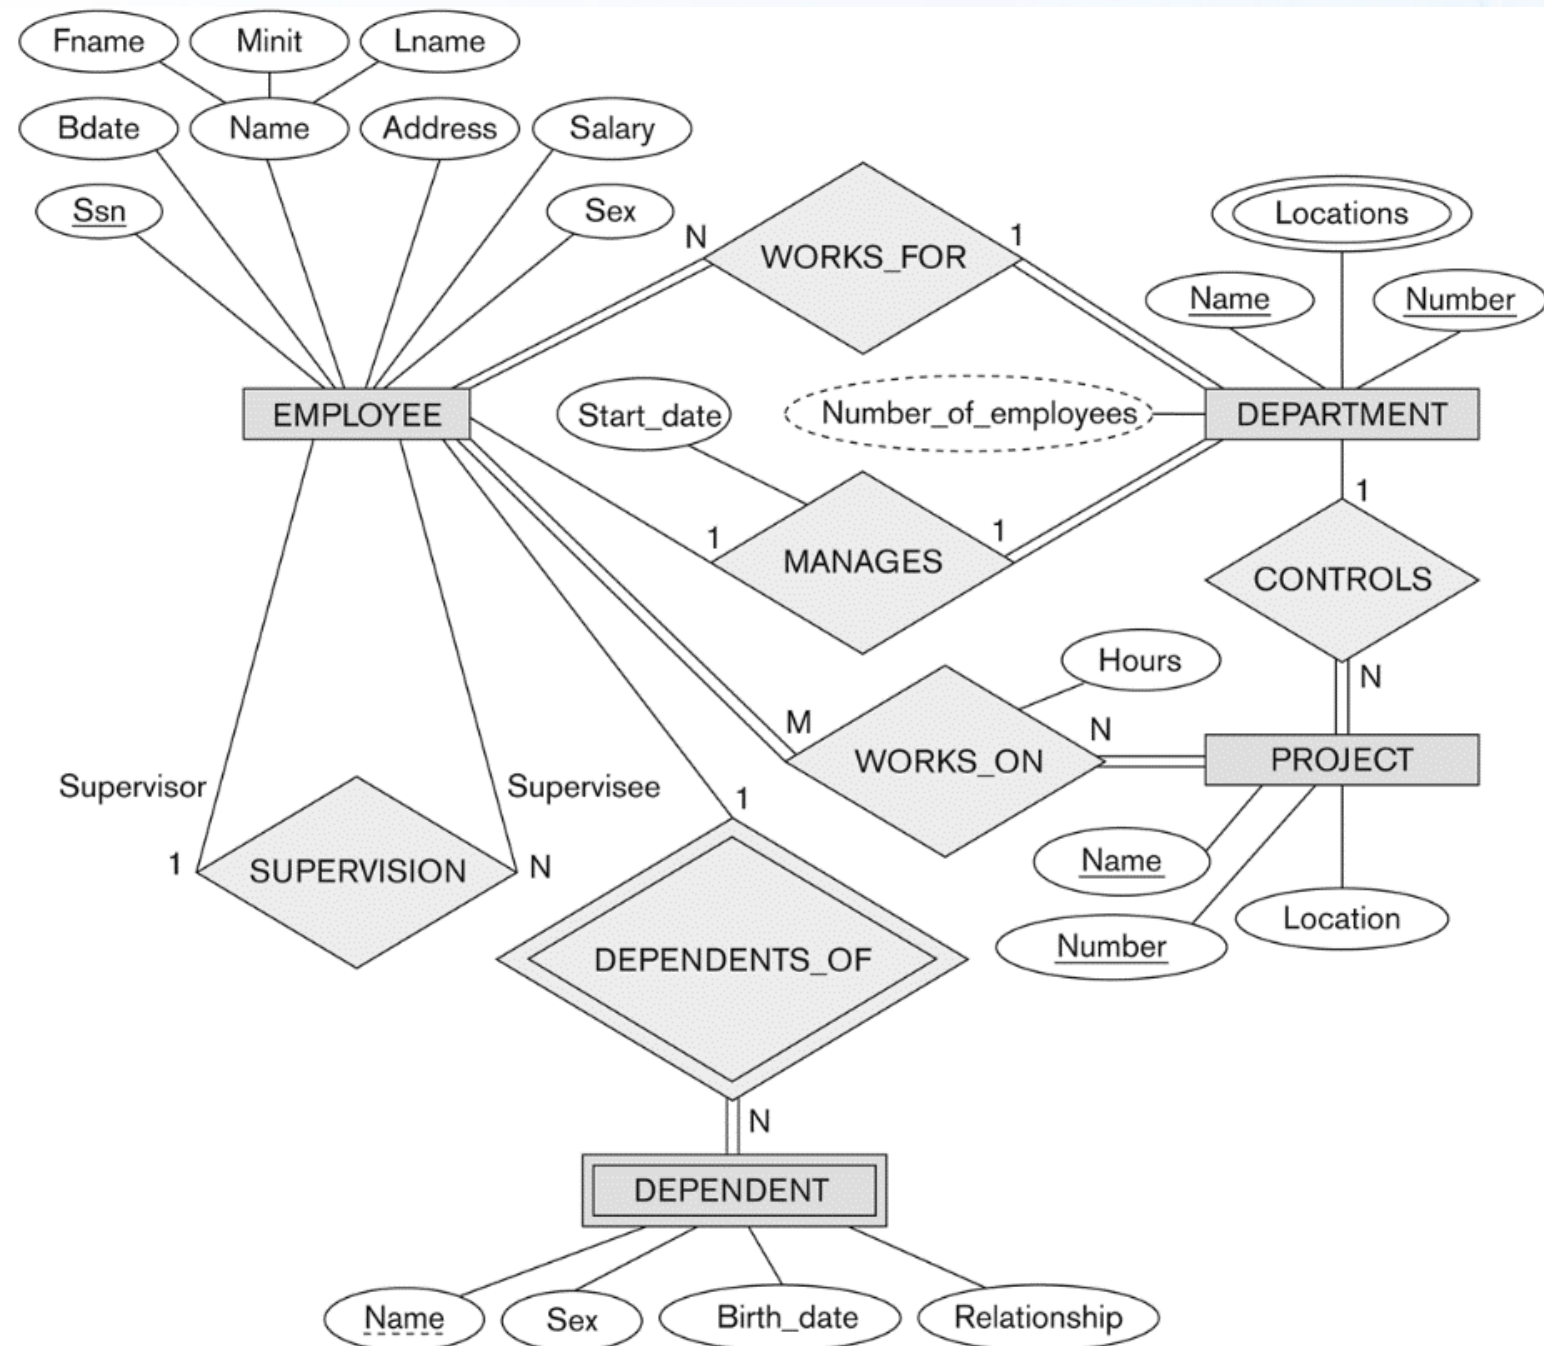 Fname
Minit
Lname
Bdate
Name
Address
Salary
Ssn
Sex
WORKS_FOR
N
1
Locations
Name
Number
EMPLOYEE
Start_date
Number_of_employees
DEPARTMENT
1
MANAGES
1
1
CONTROLS
N
Hours
M
WORKS_ON
N
PROJECT
Supervisor
Supervisee
1
SUPERVISION
N
1
DEPENDENTS_OF
Name
Number
Location
N
DEPENDENT
Name
Sex
Birth_date
Relationship